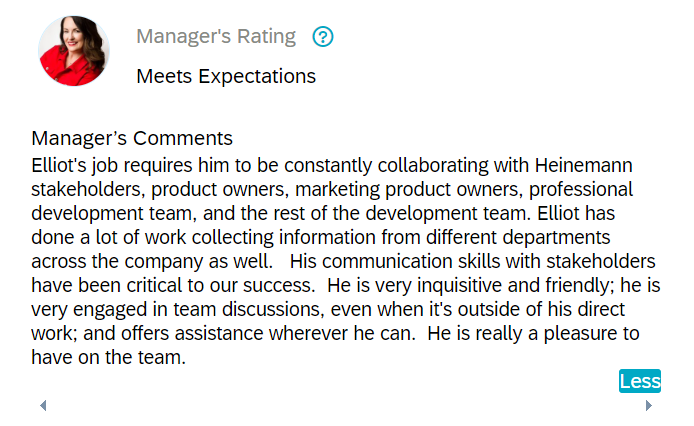 Manager's Rating ?
Meets Expectations
Manager’s Comments
Elliot's job requires him to be constantly collaborating with Heinemann
stakeholders, product owners, marketing product owners, professional
development team, and the rest of the development team. Elliot has
done a lot of work collecting information from different departments
across the company as well.   His communication skills with stakeholders
have been critical to our success.  He is very inquisitive and friendly; he is
very engaged in team discussions, even when it's outside of his direct
work; and offers assistance wherever he can.  He is really a pleasure to
have on the team.
Less